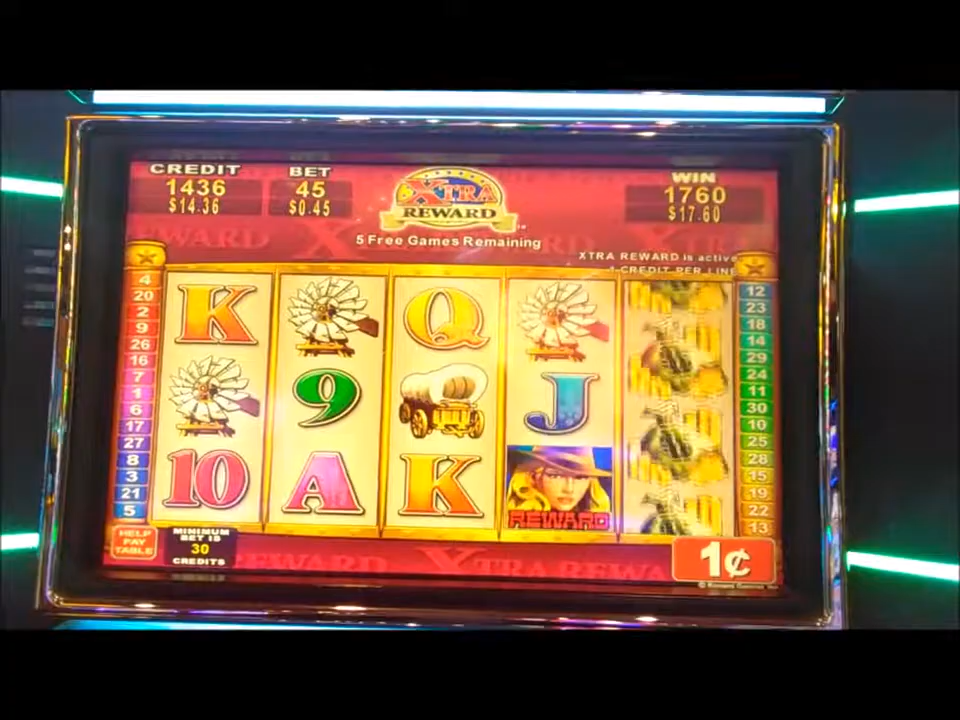 CREDIT
1436
$14.36
BET
45
$0.45
XTRA
REWARD
WIN
1760
$17.60
5 Free Games Remaining
XTRA REWARD is active
1 CREDIT PER LINE
4
20
2
9
26
16
7
1
6
17
27
8
3
21
5
K
Q
9
J
10
A
K
REWARD
12
23
18
14
29
24
11
30
10
25
28
15
19
22
13
HELP
PAY
TABLE
MINIMUM
BET IS
30
CREDITS
XTRA REWARD
1¢